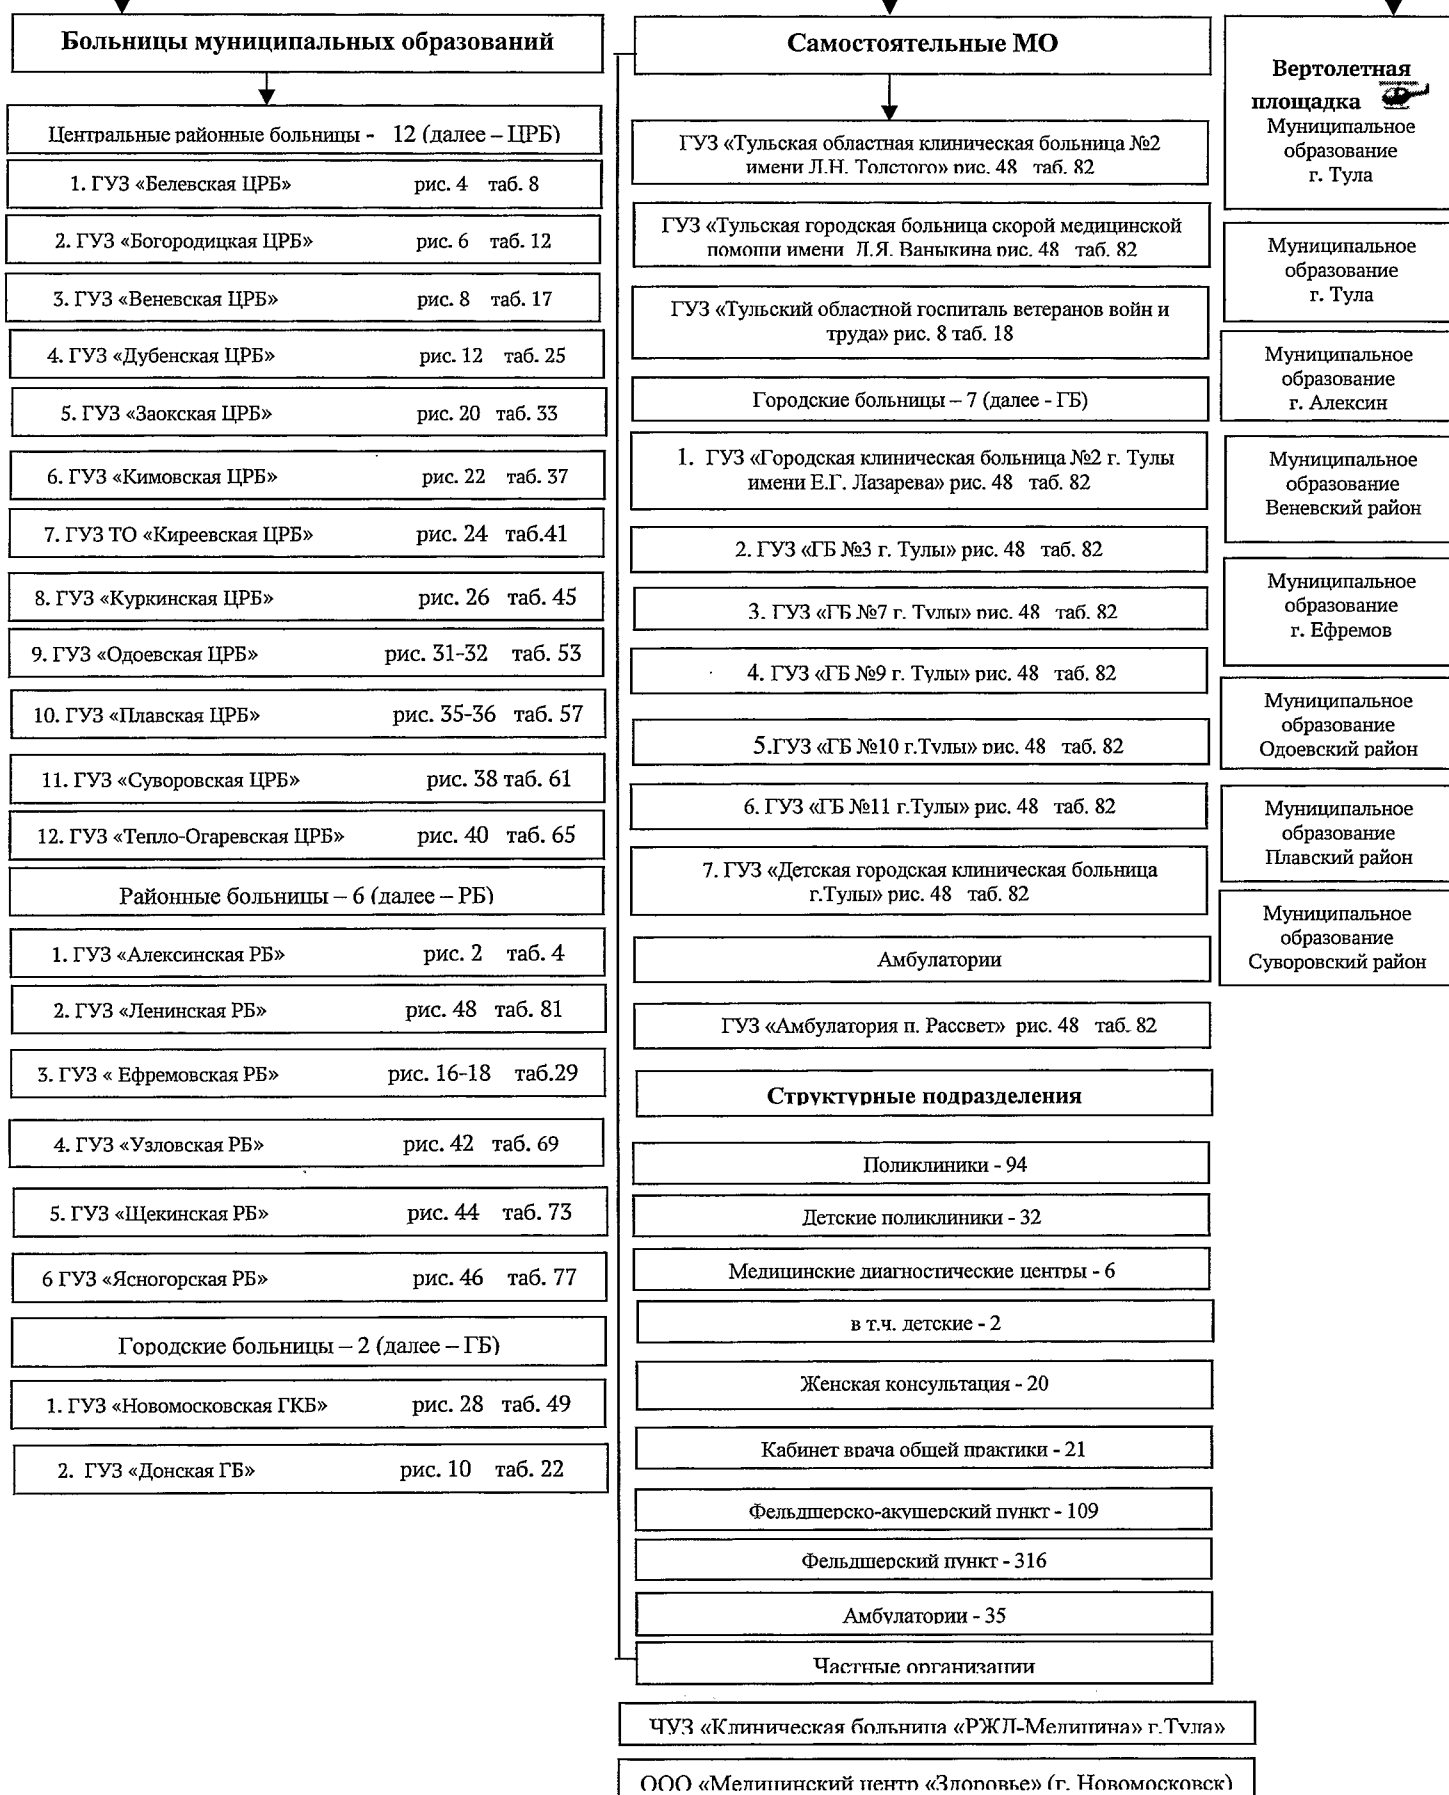 Больницы муниципальных образований
Центральные районные больницы - 12 (далее – ЦРБ)
1. ГУЗ «Белевская ЦРБ» рис. 4 таб. 8
2. ГУЗ «Богородицкая ЦРБ» рис. 6 таб. 12
3. ГУЗ «Веневская ЦРБ» рис. 8 таб. 17
4. ГУЗ «Дубенская ЦРБ» рис. 12 таб. 25
5. ГУЗ «Заокская ЦРБ» рис. 20 таб. 33
6. ГУЗ «Кимовская ЦРБ» рис. 22 таб. 37
7. ГУЗ ТО «Киреевская ЦРБ» рис. 24 таб.41
8. ГУЗ «Куркинская ЦРБ» рис. 26 таб. 45
9. ГУЗ «Одоевская ЦРБ» рис. 31-32 таб. 53
10. ГУЗ «Плавская ЦРБ» рис. 35-36 таб. 57
11. ГУЗ «Суворовская ЦРБ» рис. 38 таб. 61
12. ГУЗ «Тепло-Огаревская ЦРБ» рис. 40 таб. 65
Районные больницы – 6 (далее – РБ)
1. ГУЗ «Алексинская РБ» рис. 2 таб. 4
2. ГУЗ «Ленинская РБ» рис. 48 таб. 81
3. ГУЗ « Ефремовская РБ» рис. 16-18 таб.29
4. ГУЗ «Узловская РБ» рис. 42 таб. 69
5. ГУЗ «Щекинская РБ» рис. 44 таб. 73
6 ГУЗ «Ясногорская РБ» рис. 46 таб. 77
Городские больницы – 2 (далее – ГБ)
1. ГУЗ «Новомосковская ГКБ» рис. 28 таб. 49
2. ГУЗ «Донская ГБ» рис. 10 таб. 22
Самостоятельные МО
ГУЗ «Тульская областная клиническая больница №2
имени Л.Н. Толстого» рис. 48 таб. 82
ГУЗ «Тульская городская больница скорой медицинской
помощи имени Д.Я. Ваныкина рис. 48 таб. 82
ГУЗ «Тульский областной госпиталь ветеранов войн и
труда» рис. 8 таб. 18
Городские больницы – 7 (далее - ГБ)
1. ГУЗ «Городская клиническая больница №2 г. Тулы
имени Е.Г. Лазарева» рис. 48 таб. 82
2. ГУЗ «ГБ №3 г. Тулы» рис. 48 таб. 82
3. ГУЗ «ГБ №7 г. Тулы» рис. 48 таб. 82
4. ГУЗ «ГБ №9 г. Тулы» рис. 48 таб. 82
5.ГУЗ «ГБ №10 г.Тулы» рис. 48 таб. 82
6. ГУЗ «ГБ №11 г.Тулы» рис. 48 таб. 82
7. ГУЗ «Детская городская клиническая больница
г.Тулы» рис. 48 таб. 82
Амбулатории
ГУЗ «Амбулатория п. Рассвет» рис. 48 таб. 82
Структурные подразделения
Поликлиники - 94
Детские поликлиники - 32
Медицинские диагностические центры - 6
в т.ч. детские - 2
Женская консультация - 20
Кабинет врача общей практики - 21
Фельдшерско-акушерский пункт - 109
Фельдшерский пункт - 316
Амбулатории - 35
Частные организации
ЧУЗ «Клиническая больница «РЖД-Медицина» г.Тула»
ООО «Медицинский центр «Здоровье» (г. Новомосковск)
Вертолетная
площадка
Муниципальное
образование
г. Тула
Муниципальное
образование
г. Тула
Муниципальное
образование
г. Алексин
Муниципальное
образование
Веневский район
Муниципальное
образование
г. Ефремов
Муниципальное
образование
Одоевский район
Муниципальное
образование
Плавский район
Муниципальное
образование
Суворовский район